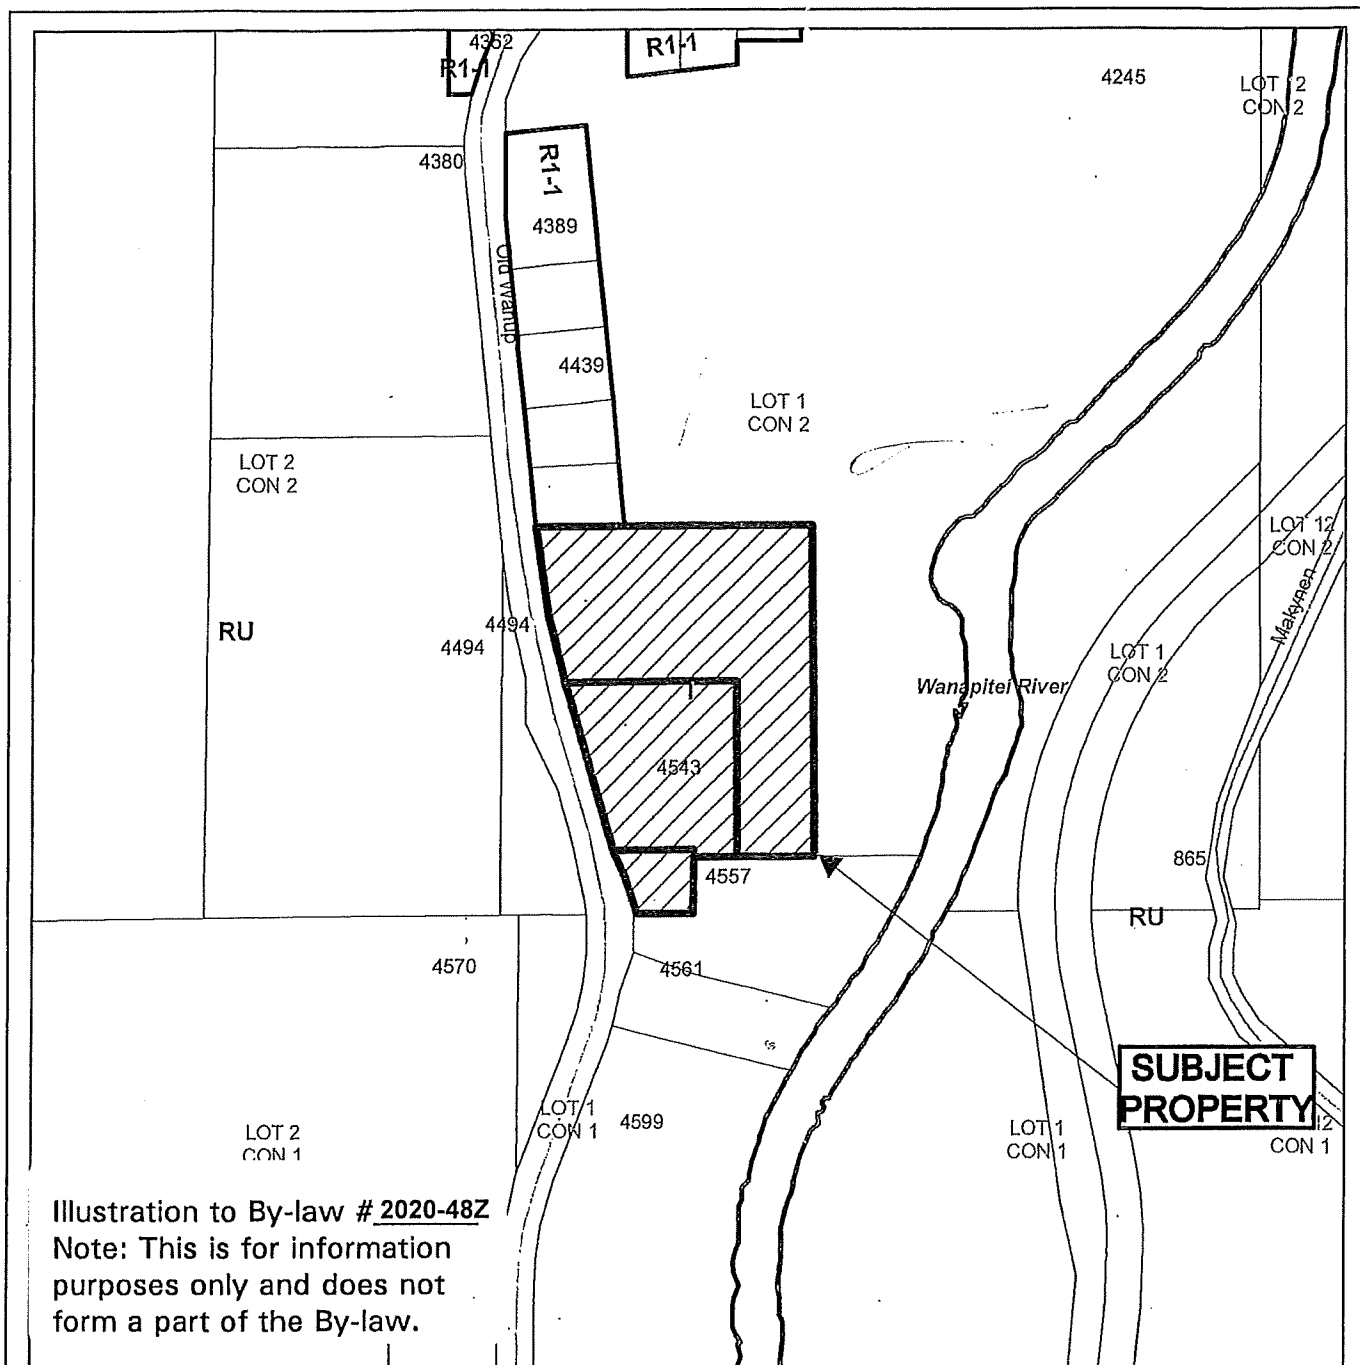 4362
R1-1
R1-1
4245
LOT 12
CON 2
4380
R1-1
4389
Old Wanup
4439
LOT 1
CON 2
LOT 2
CON 2
LOT 12
CON 2
Makynen
RU
4494
4494
LOT 1
CON 2
Wanapitei River
4543
865
4557
RU
4570
4561
SUBJECT
PROPERTY
LOT 1
CON 1
4599
LOT 2
CON 1
LOT 1
CON 1
12
CON 1
Illustration to By-law # 2020-48Z
Note: This is for information
purposes only and does not
form a part of the By-law.